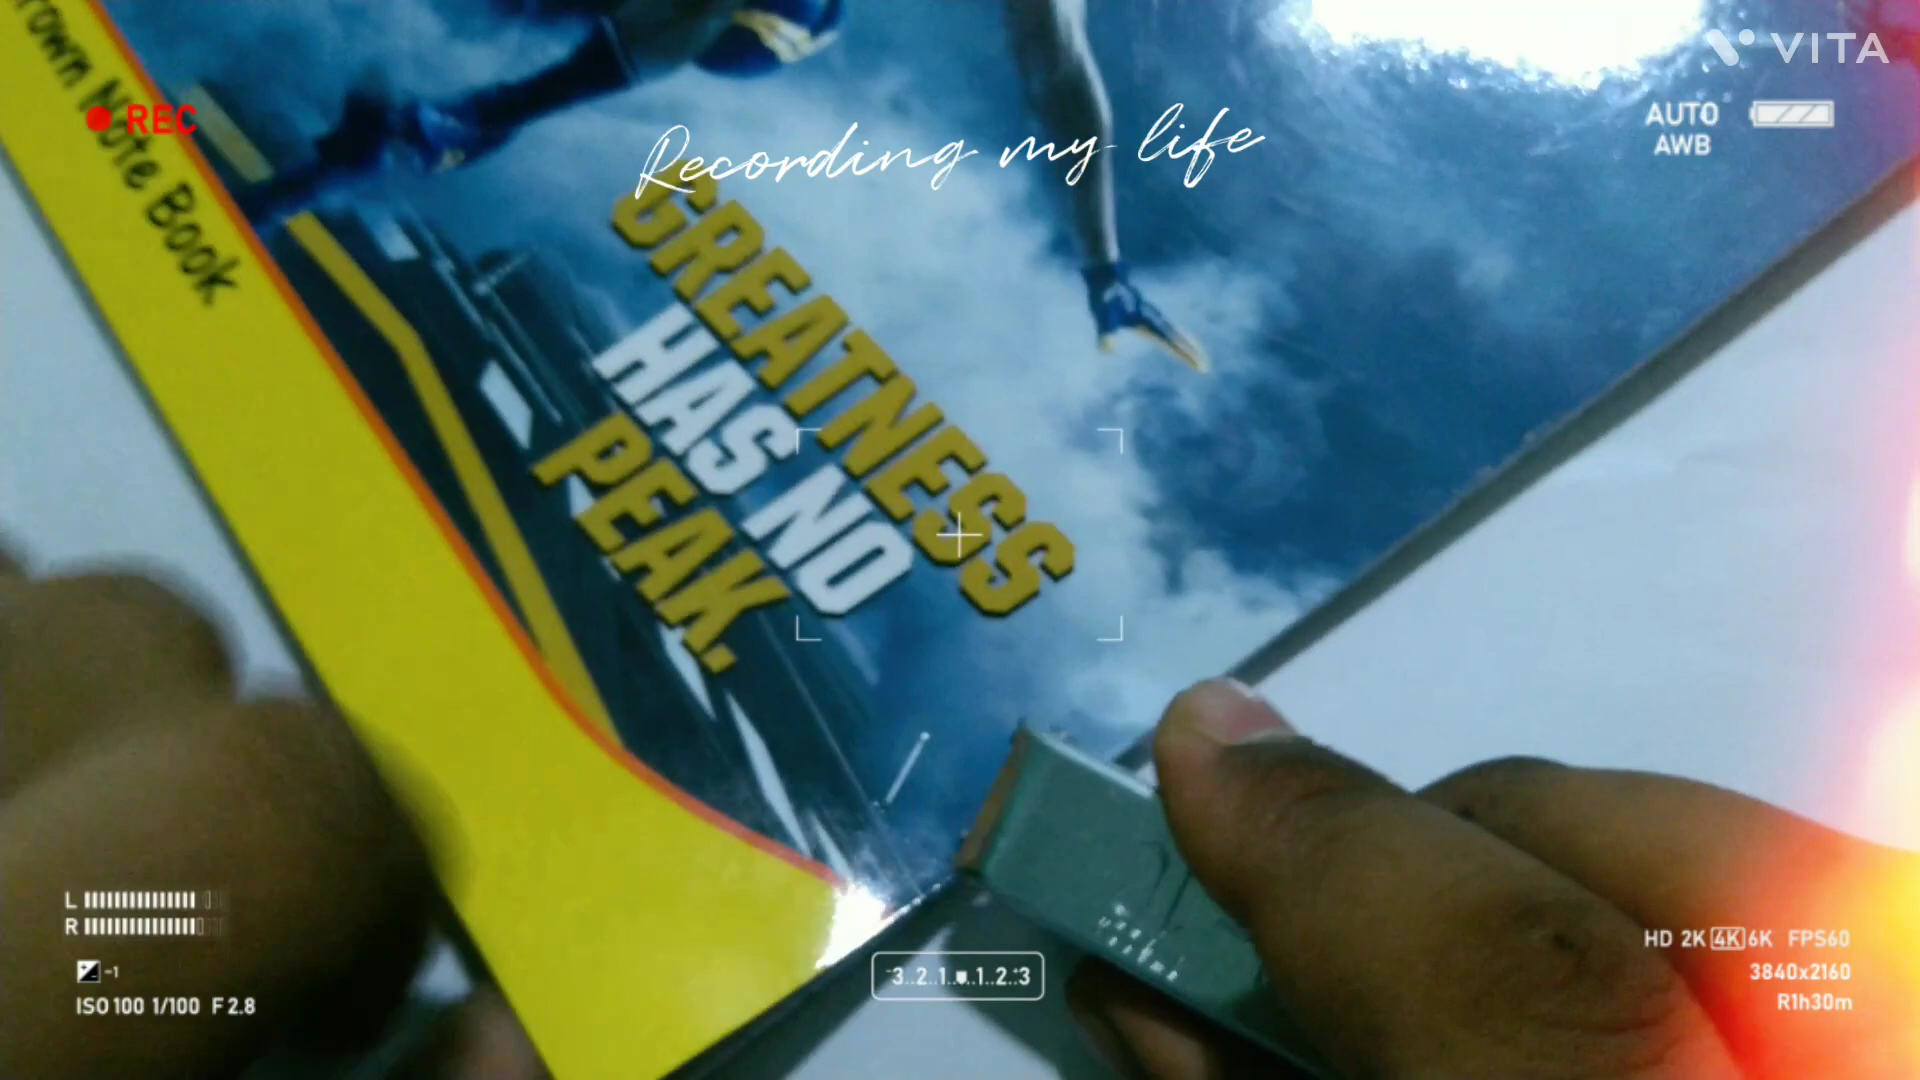 VITA
REC
AUTO
AWB
Recording my life
Note Book
GREATNESS
HAS NO
PEAK.
L
R
-1
ISO 100 1/100 F 2.8
-3..2..1..■..1..2..+3
HD 2K 4K 6K FPS60
3840x2160
R1h30m